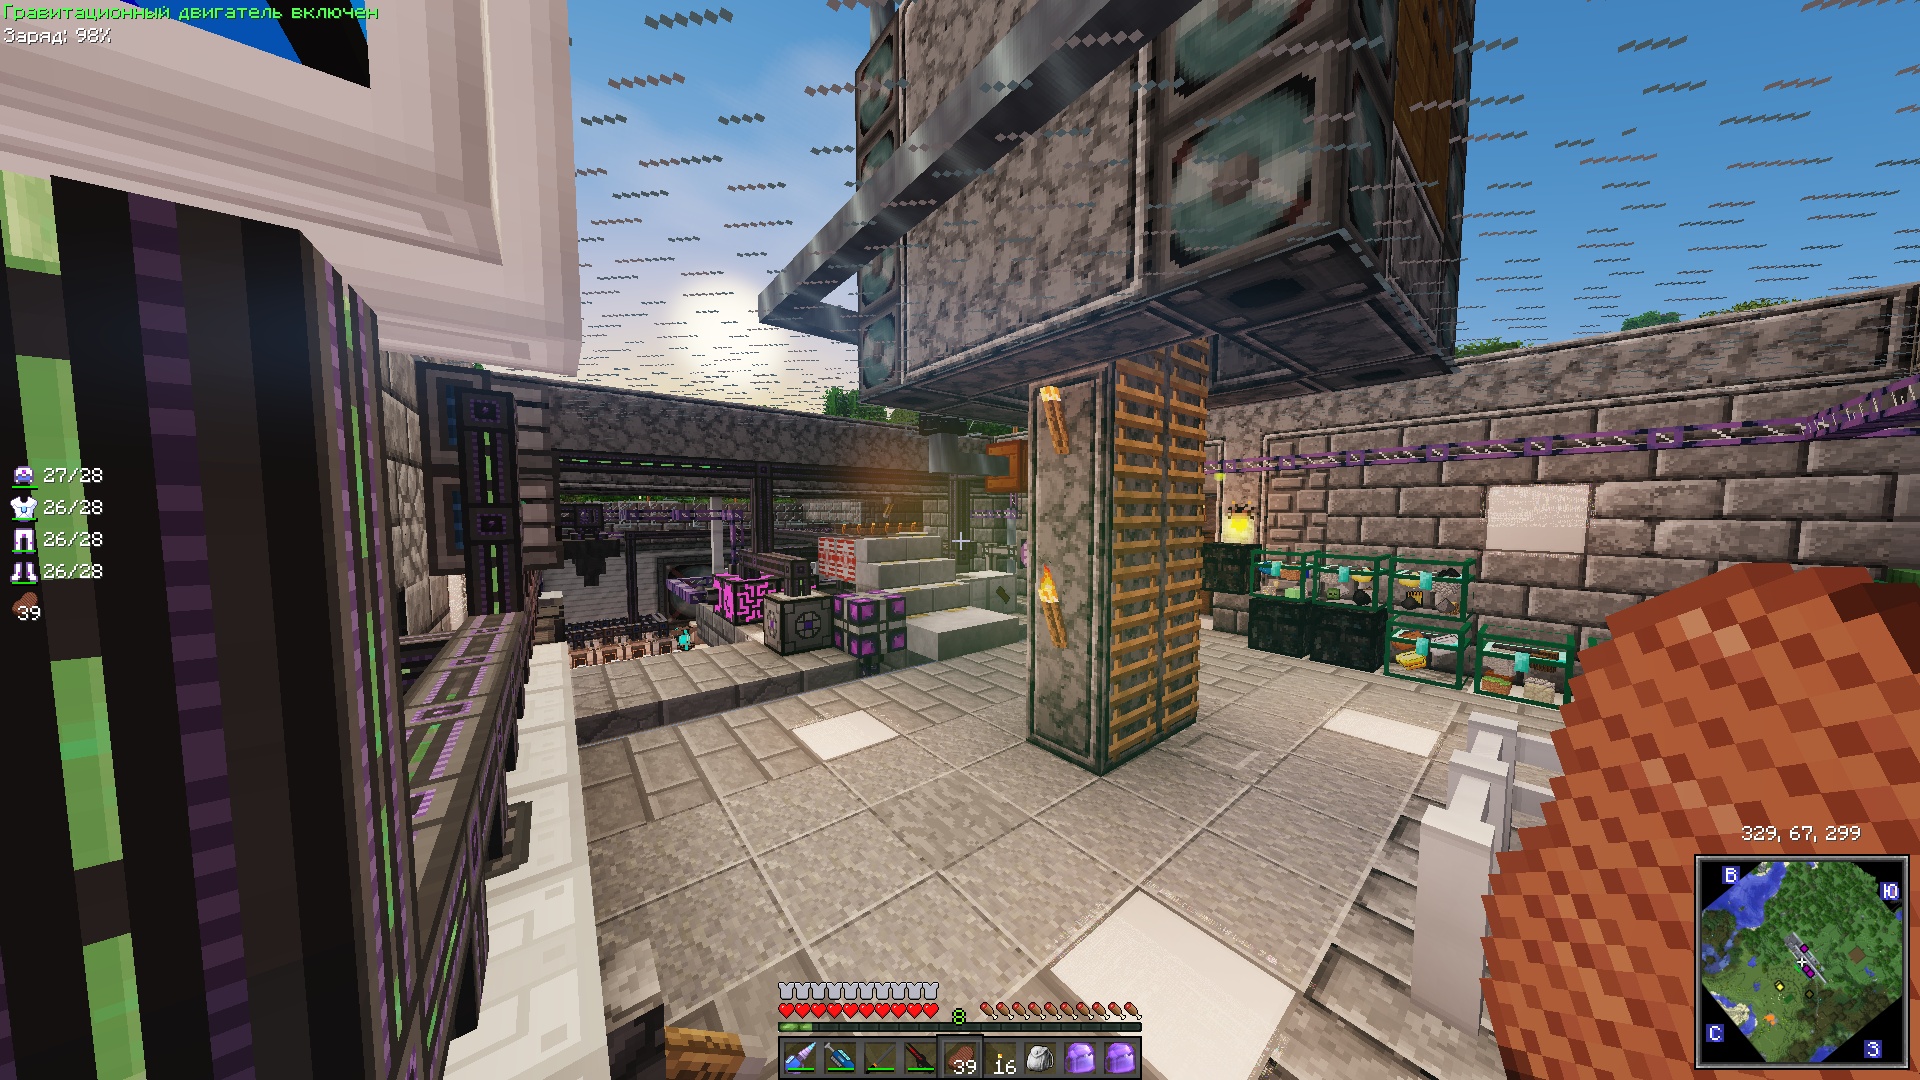 Гравитационный двигатель включен
Заряд: 98%
27/28
26/28
26/28
26/28
39
329, 67, 299
В
Ю
С
З
8
39
16